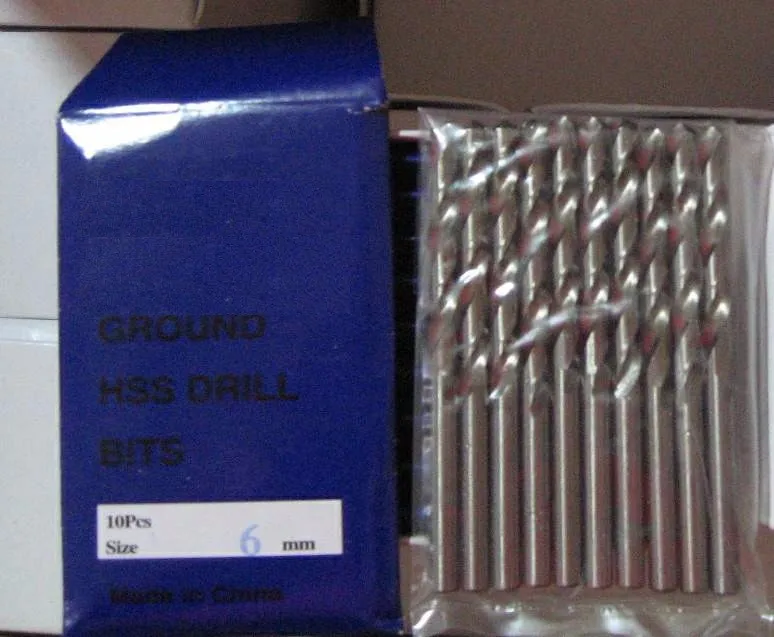 GROUND
HSS DRILL
BITS
10Pcs
Size 6 mm
Made in China